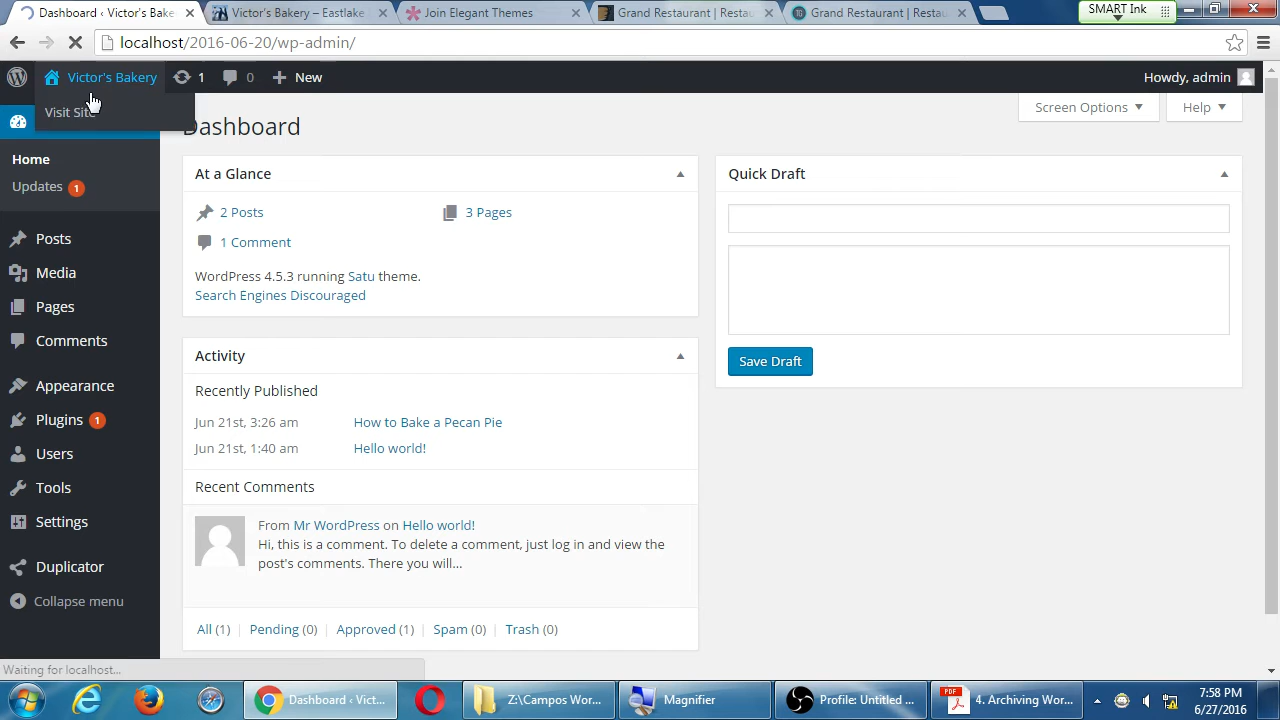 Dashboard ‹ Victor's Bake
Victor's Bakery – Eastlake
Join Elegant Themes
Grand Restaurant | Restau
Grand Restaurant | Restau
SMART Ink
localhost/2016-06-20/wp-admin/
Victor's Bakery
1
0
New
Howdy, admin
Visit Site
Screen Options
Help
Dashboard
Home
Updates 1
Posts
Media
Pages
Comments
Appearance
Plugins 1
Users
Tools
Settings
Duplicator
Collapse menu
At a Glance
2 Posts
3 Pages
1 Comment
WordPress 4.5.3 running Satu theme.
Search Engines Discouraged
Activity
Recently Published
Jun 21st, 3:26 am How to Bake a Pecan Pie
Jun 21st, 1:40 am Hello world!
Recent Comments
From Mr WordPress on Hello world!
Hi, this is a comment. To delete a comment, just log in and view the
post's comments. There you will...
All (1) | Pending (0) | Approved (1) | Spam (0) | Trash (0)
Quick Draft
Save Draft
Waiting for localhost...
Dashboard ‹ Vict...
Z:\Campos Wor...
Magnifier
Profile: Untitled ...
PDF
4. Archiving Wor...
7:58 PM
6/27/2016